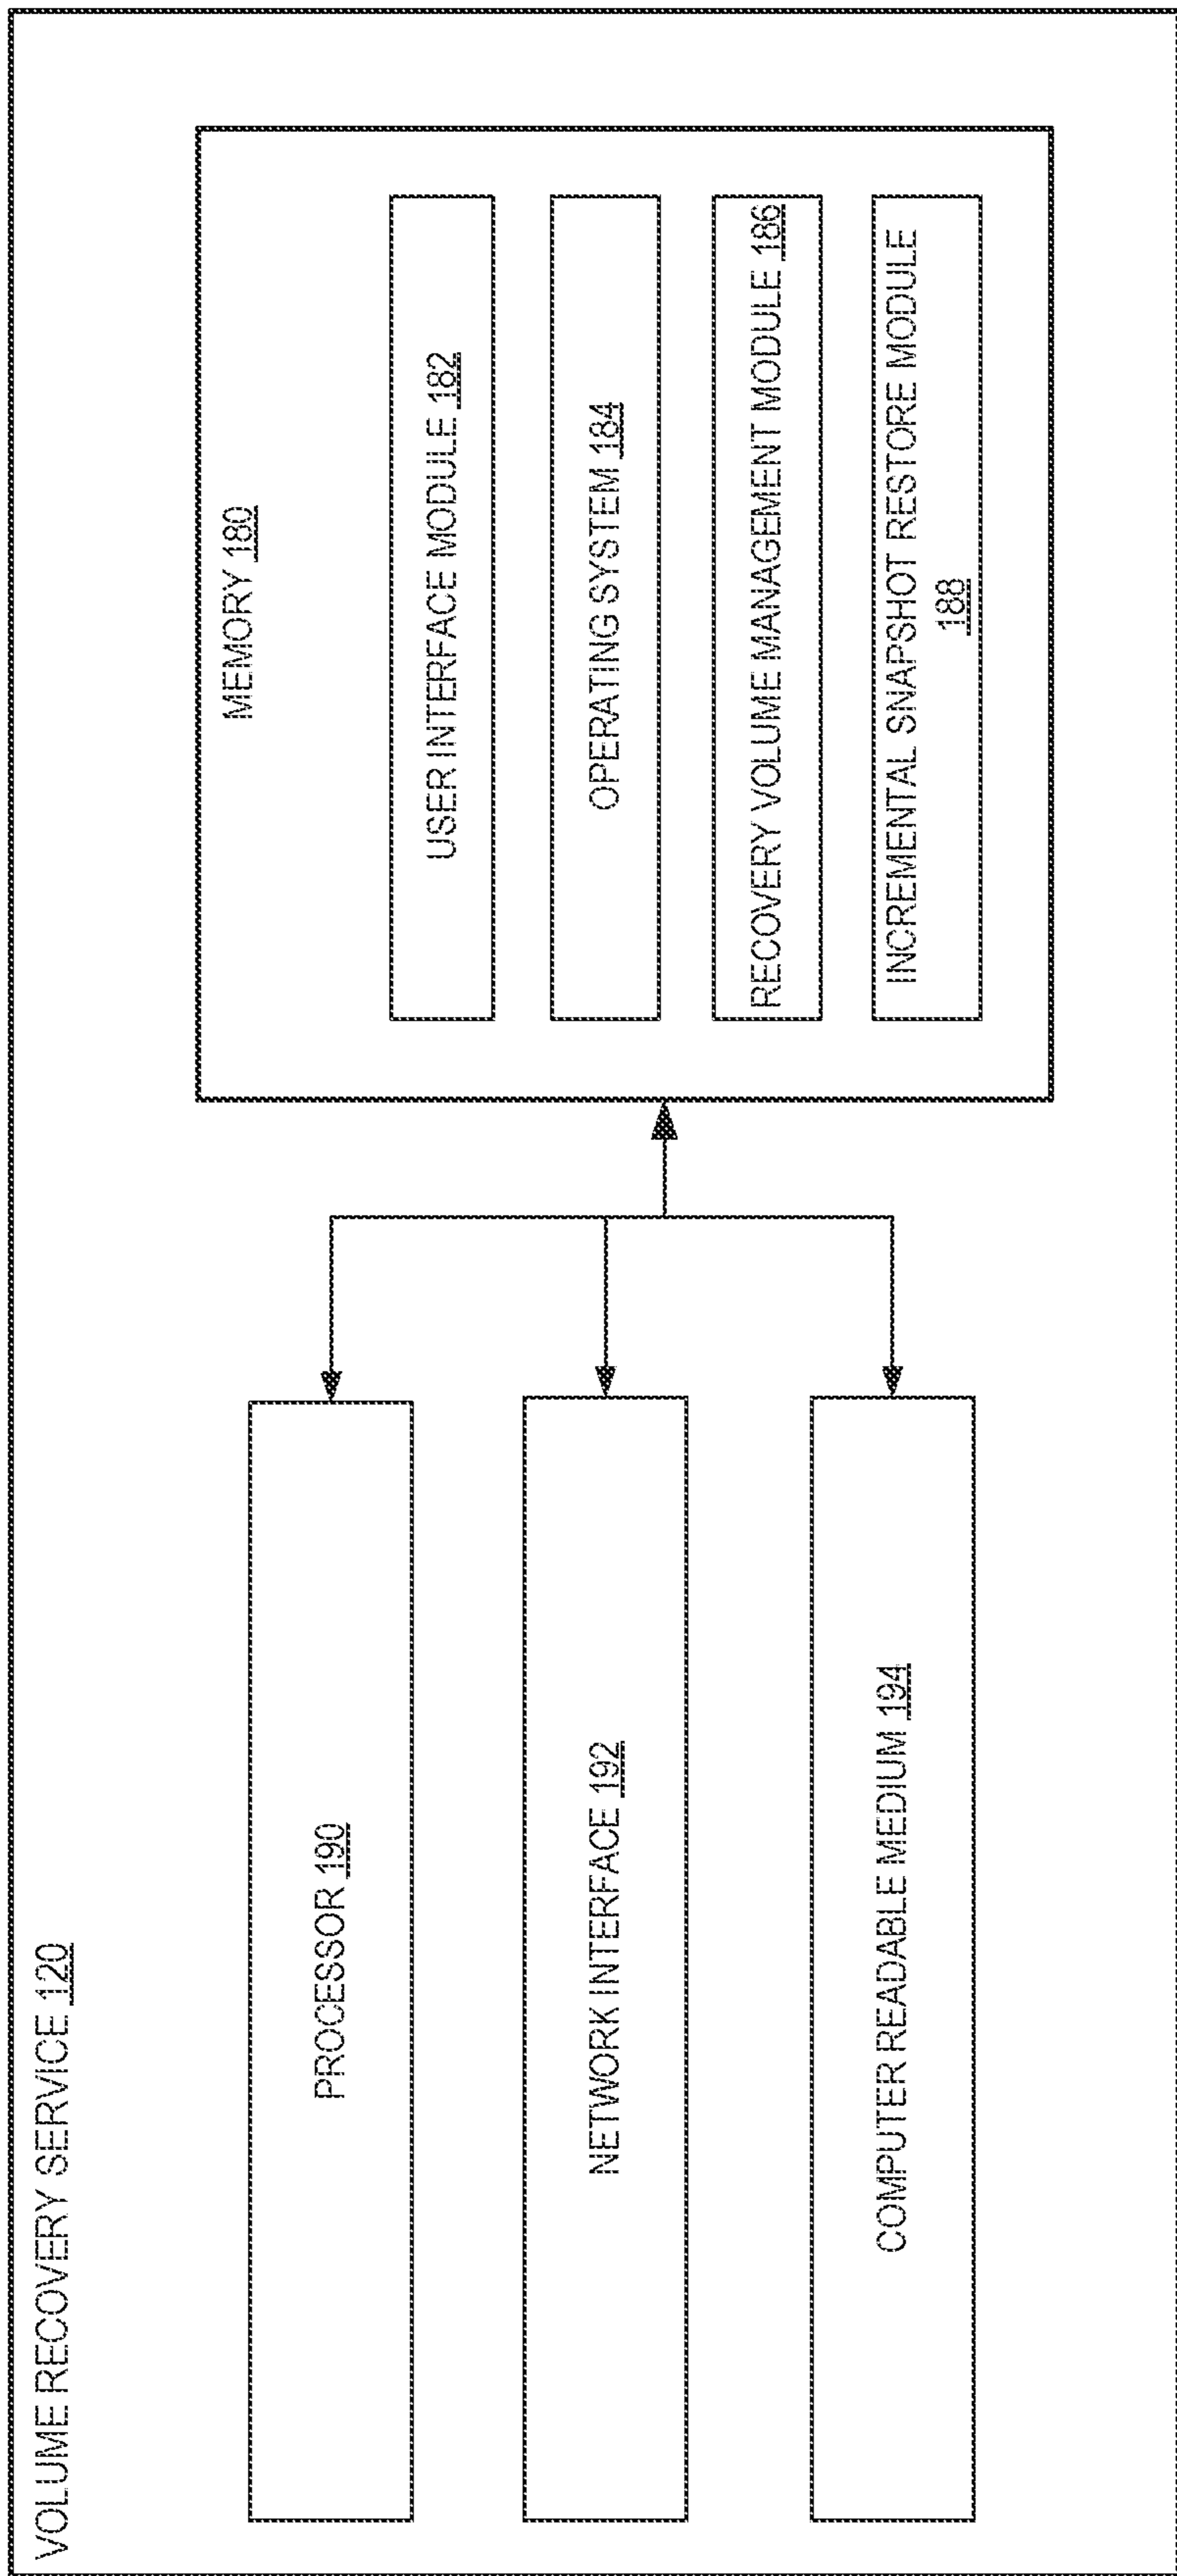 VOLUME RECOVERY SERVICE 120
PROCESSOR 190
NETWORK INTERFACE 192
COMPUTER READABLE MEDIUM 194
MEMORY 180
USER INTERFACE MODULE 182
OPERATING SYSTEM 184
RECOVERY VOLUME MANAGEMENT MODULE 186
INCREMENTAL SNAPSHOT RESTORE MODULE
188